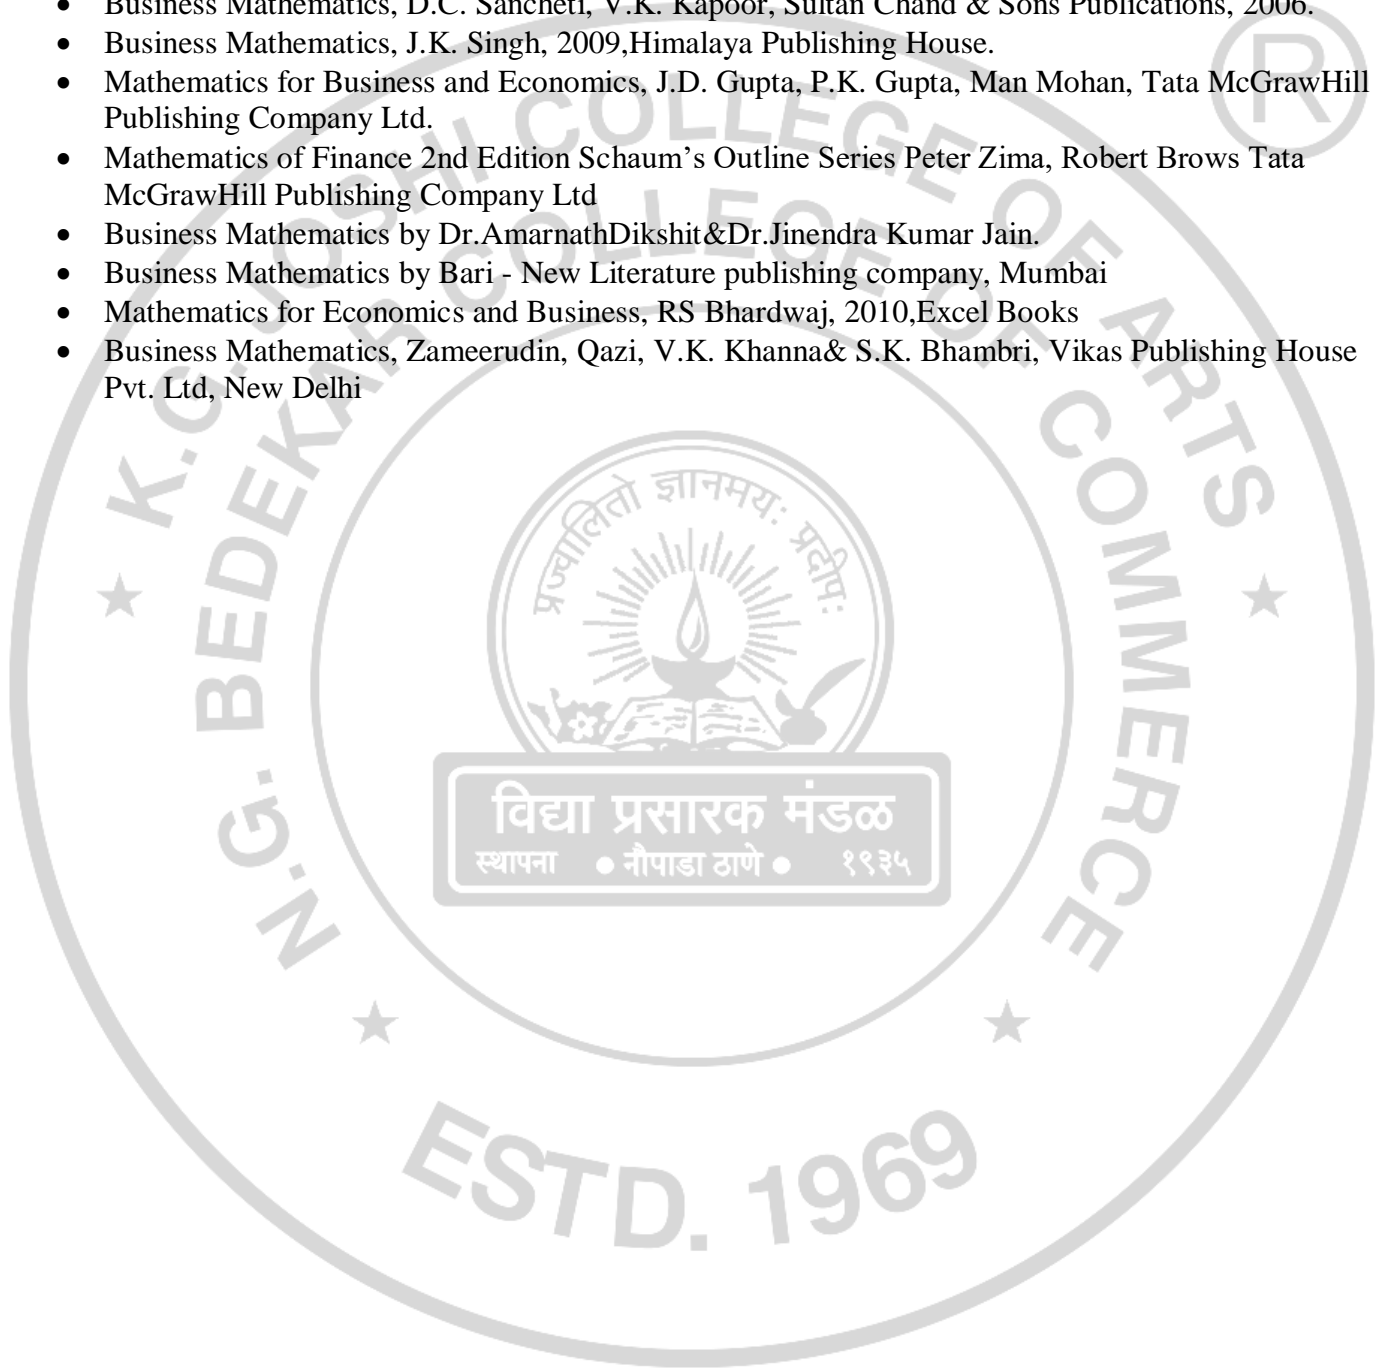 • Business Mathematics, D.C. Sancheti, V.K. Kapoor, Sultan Chand & Sons Publications, 2006.
• Business Mathematics, J.K. Singh, 2009,Himalaya Publishing House.
• Mathematics for Business and Economics, J.D. Gupta, P.K. Gupta, Man Mohan, Tata McGrawHill
Publishing Company Ltd.
• Mathematics of Finance 2nd Edition Schaum’s Outline Series Peter Zima, Robert Brows Tata
McGrawHill Publishing Company Ltd
• Business Mathematics by Dr.AmarnathDikshit&Dr.Jinendra Kumar Jain.
• Business Mathematics by Bari - New Literature publishing company, Mumbai
• Mathematics for Economics and Business, RS Bhardwaj, 2010,Excel Books
• Business Mathematics, Zameerudin, Qazi, V.K. Khanna& S.K. Bhambri, Vikas Publishing House
Pvt. Ltd, New Delhi
®
K.G. JOSHI COLLEGE OF ARTS
N.G. BEDEKAR COLLEGE OF COMMERCE
प्रज्वालितो ज्ञानमयः प्रदीपः
विद्या प्रसारक मंडळ
स्थापना ● नौपाडा ठाणे ● १९३५
ESTD. 1969